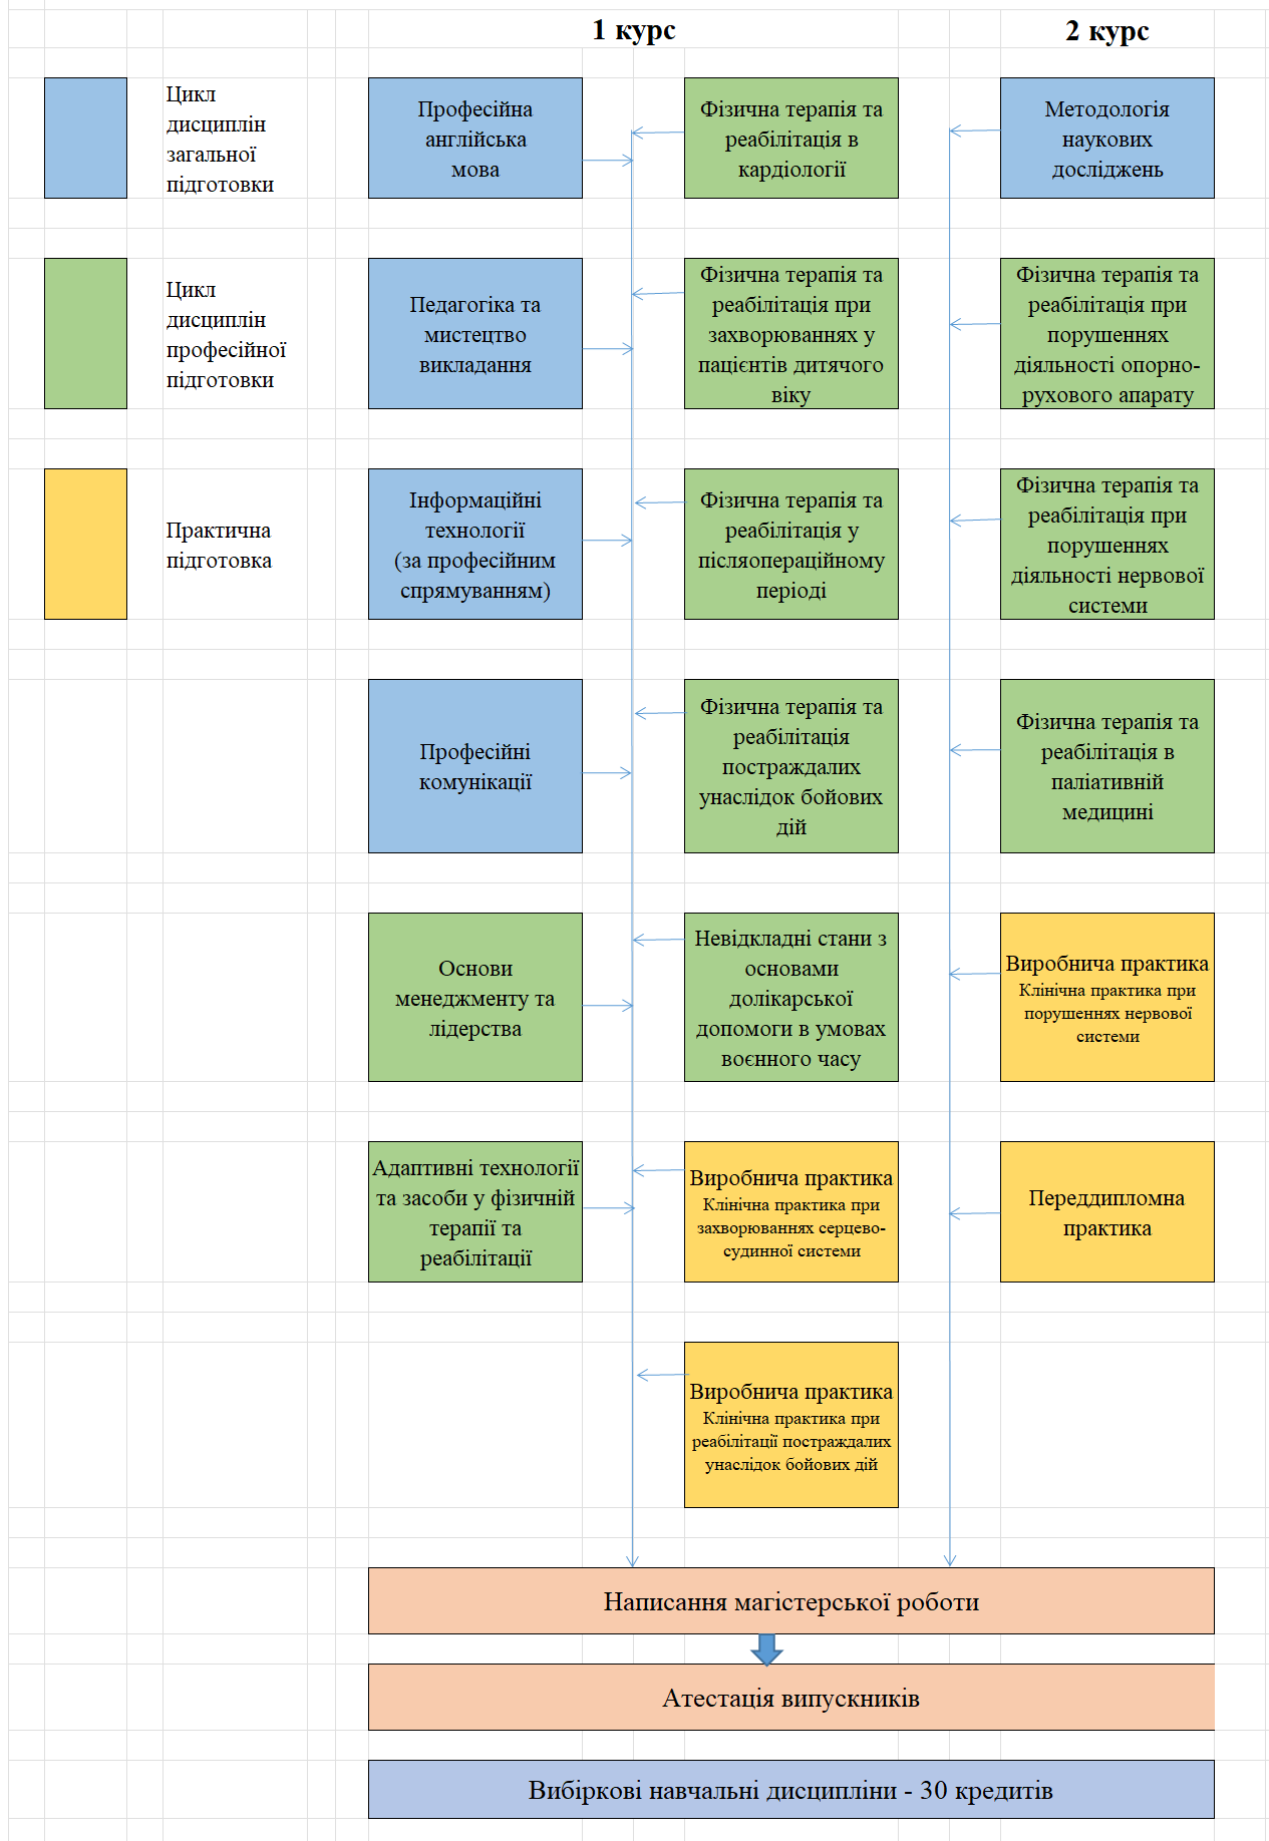 1 курс
2 курс
Цикл
дисциплін
загальної
підготовки
Професійна
англійська
мова
Фізична терапія та
реабілітація в
кардіології
Методологія
наукових
досліджень
Цикл
дисциплін
професійної
підготовки
Педагогіка та
мистецтво
викладання
Фізична терапія та
реабілітація при
захворюваннях у
пацієнтів дитячого
віку
Фізична терапія та
реабілітація при
порушеннях
діяльності опорно-
рухового апарату
Практична
підготовка
Інформаційні
технології
(за професійним
спрямуванням)
Фізична терапія та
реабілітація у
післяопераційному
періоді
Фізична терапія та
реабілітація при
порушеннях
діяльності нервової
системи
Професійні
комунікації
Фізична терапія та
реабілітація
постраждалих
унаслідок бойових
дій
Фізична терапія та
реабілітація в
паліативній
медицині
Основи
менеджменту та
лідерства
Невідкладні стани з
основами
долікарської
допомоги в умовах
воєнного часу
Виробнича практика
Клінічна практика при
порушеннях нервової
системи
Адаптивні технології
та засоби у фізичній
терапії та
реабілітації
Виробнича практика
Клінічна практика при
захворюваннях серцево-
судинної системи
Переддипломна
практика
Виробнича практика
Клінічна практика при
реабілітації постраждалих
унаслідок бойових дій
Написання магістерської роботи
Атестація випускників
Вибіркові навчальні дисципліни - 30 кредитів